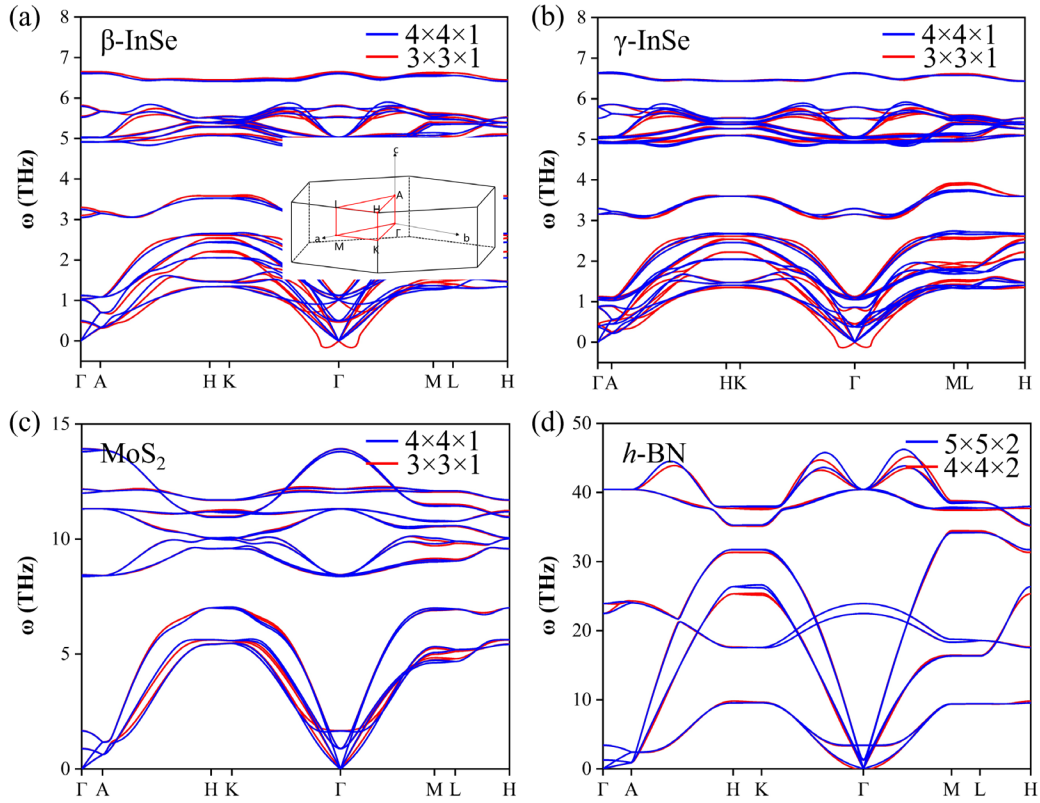 (a)
β-InSe
4×4×1
3×3×1
8
7
6
5
4
3
2
1
0
ω (THz)
c
A
L
H
Γ
a
M
K
b
Γ A H K Γ M L H
(b)
γ-InSe
4×4×1
3×3×1
8
7
6
5
4
3
2
1
0
ω (THz)
Γ A H K Γ M L H
(c)
MoS₂
4×4×1
3×3×1
15
10
5
0
ω (THz)
Γ A H K Γ M L H
(d)
h-BN
5×5×2
4×4×2
50
40
30
20
10
0
ω (THz)
Γ A H K Γ M L H